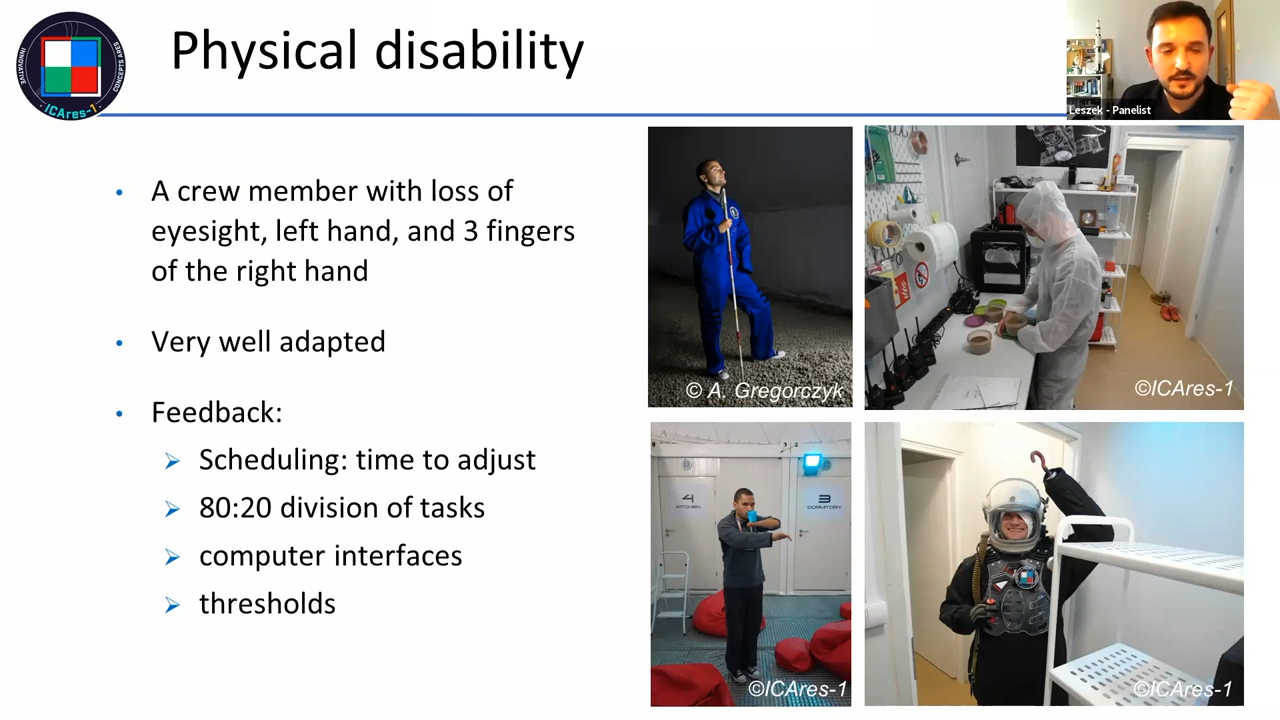 Physical disability
INNOVATIVE
CONCEPTS ARES
ICAres-1
Leszek - Panelist
• A crew member with loss of
eyesight, left hand, and 3 fingers
of the right hand
• Very well adapted
• Feedback:
➢ Scheduling: time to adjust
➢ 80:20 division of tasks
➢ computer interfaces
➢ thresholds
© A. Gregorczyk
©ICAres-1
4
KITCHEN
3
DORMITORY
©ICAres-1
©ICAres-1